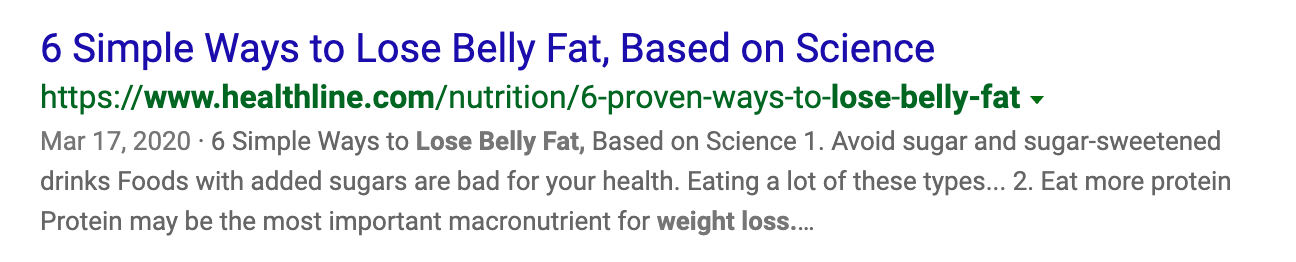 6 Simple Ways to Lose Belly Fat, Based on Science
https://www.healthline.com/nutrition/6-proven-ways-to-lose-belly-fat
Mar 17, 2020 · 6 Simple Ways to Lose Belly Fat, Based on Science 1. Avoid sugar and sugar-sweetened
drinks Foods with added sugars are bad for your health. Eating a lot of these types... 2. Eat more protein
Protein may be the most important macronutrient for weight loss....